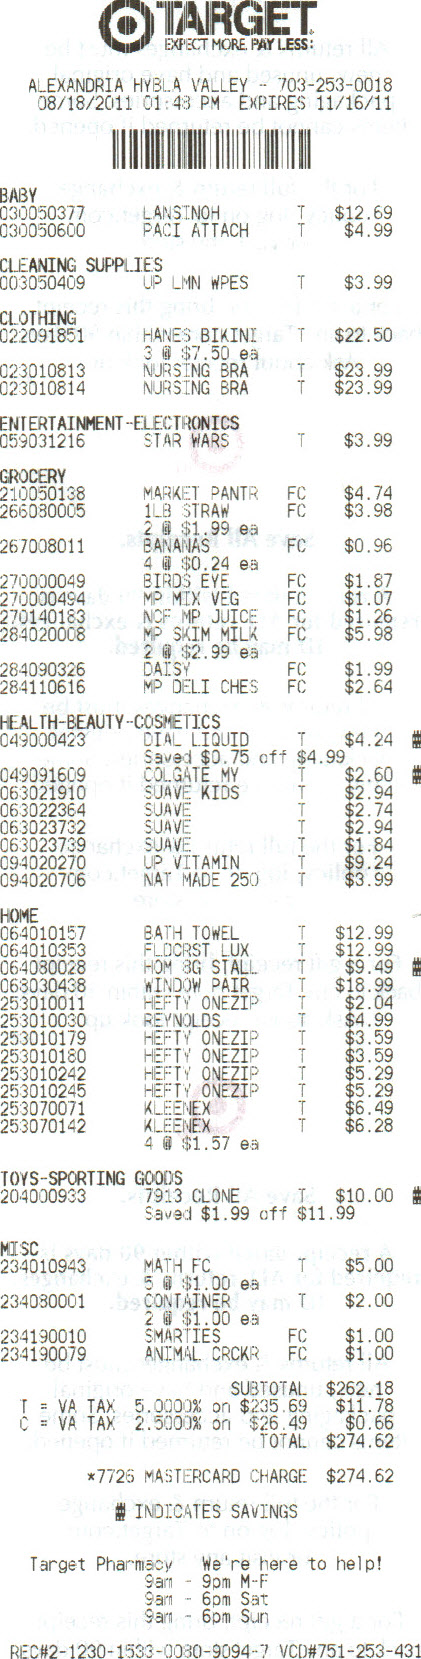 TARGET
EXPECT MORE. PAY LESS.
ALEXANDRIA HYBLA VALLEY - 703-253-0018
08/18/2011 01:43 PM EXPIRES 11/16/11
BABY
030050377 LANSINOH T $12.69
030050600 PACI ATTACH T $4.99
CLEANING SUPPLIES
003050409 UP LMN WPES T $3.99
CLOTHING
022091851 HANES BIKINI T $22.50
3 @ $7.50 ea
023010813 NURSING BRA T $23.99
023010814 NURSING BRA T $23.99
ENTERTAINMENT-ELECTRONICS
059031216 STAR WARS T $3.99
GROCERY
210050138 MARKET PANTR FC $4.74
266080005 1LB STRAW FC $3.98
2 @ $1.99 ea
267008011 BANANAS FC $0.96
4 @ $0.24 ea
270000049 BIRDS EYE FC $1.87
270000494 MP MIX VEG FC $1.07
270040183 NCF MP JUICE FC $1.26
284020008 MP SKIM MILK FC $5.98
2 @ $2.99 ea
284090326 DAISY FC $1.99
284110616 MP DELI CHES FC $2.64
HEALTH-BEAUTY-COSMETICS
049000423 DIAL LIQUID T $4.24 #
Saved $0.75 off $4.99
049091609 COLGATE MY T $2.60 #
063021910 SUAVE KIDS T $2.94
063022364 SUAVE T $2.74
063023732 SUAVE T $2.94
063023739 SUAVE T $1.84
094020270 UP VITAMIN T $9.24
094020706 NAT MADE 250 T $3.99
HOME
064010157 BATH TOWEL T $12.99
064010353 FLDCRST LUX T $12.99
064080028 HOM 8G STALL T $9.49 #
068030438 WINDOW PAIR T $18.99
253010011 HEFTY ONEZIP T $2.04
253010030 REYNOLDS T $4.99
253010179 HEFTY ONEZIP T $3.59
253010180 HEFTY ONEZIP T $3.59
253010242 HEFTY ONEZIP T $5.29
253010245 HEFTY ONEZIP T $5.29
253070071 KLEENEX T $6.49
253070142 KLEENEX T $6.28
4 @ $1.57 ea
TOYS-SPORTING GOODS
204000933 7913 CLONE T $10.00 #
Saved $1.99 off $11.99
MISC
234010943 MATH FC T $5.00
5 @ $1.00 ea
234080001 CONTAINER T $2.00
2 @ $1.00 ea
234190010 SMARTIES FC $1.00
234190079 ANIMAL CRCKR FC $1.00
SUBTOTAL $262.18
T = VA TAX 5.0000% on $235.69 $11.78
C = VA TAX 2.5000% on $26.49 $0.66
TOTAL $274.62
*7726 MASTERCARD CHARGE $274.62
# INDICATES SAVINGS
Target Pharmacy We're here to help!
9am - 9pm M-F
9am - 6pm Sat
9am - 6pm Sun
REC#2-1230-1533-0080-9094-7 VCD#751-253-431